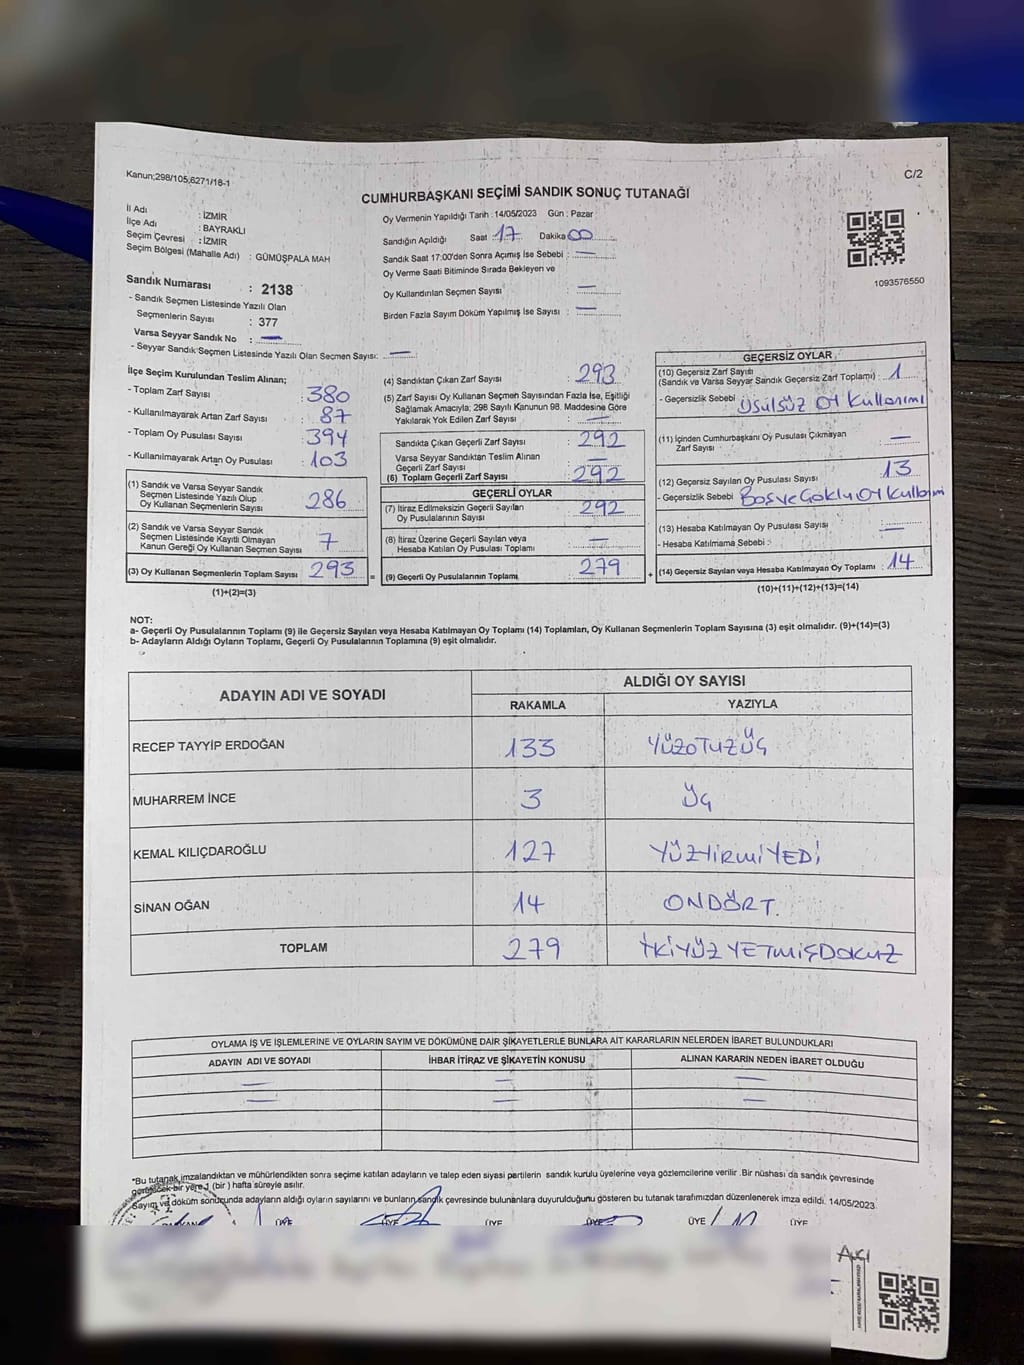 Kanun;298/105,6271/18-1
C/2
CUMHURBAŞKANI SEÇİMİ SANDIK SONUÇ TUTANAĞI
İl Adı : İZMİR
İlçe Adı : BAYRAKLI
Seçim Çevresi : İZMİR
Seçim Bölgesi (Mahalle Adı) : GÜMÜŞPALA MAH
Oy Vermenin Yapıldığı Tarih : 14/05/2023 Gün : Pazar
Sandığın Açıldığı Saat : 17 Dakika 00
Sandık Saat 17:00'den Sonra Açımış İse Sebebi : —
Oy Verme Saati Bitiminde Sırada Bekleyen ve
Oy Kullandırılan Seçmen Sayısı : —
Birden Fazla Sayım Döküm Yapılmış İse Sayısı : —
1093576550
Sandık Numarası : 2138
- Sandık Seçmen Listesinde Yazılı Olan
Seçmenlerin Sayısı : 377
Varsa Seyyar Sandık No : —
- Seyyar Sandık Seçmen Listesinde Yazılı Olan Secmen Sayısı: —
İlçe Seçim Kurulundan Teslim Alınan;
- Toplam Zarf Sayısı : 380
- Kullanılmayarak Artan Zarf Sayısı : 87
- Toplam Oy Pusulası Sayısı : 394
- Kullanılmayarak Artan Oy Pusulası : 103
(1) Sandık ve Varsa Seyyar Sandık
Seçmen Listesinde Yazılı Olup
Oy Kullanan Seçmenlerin Sayısı : 286
(2) Sandık ve Varsa Seyyar Sandık
Seçmen Listesinde Kayıtlı Olmayan
Kanun Gereği Oy Kullanan Seçmen Sayısı : 7
(3) Oy Kullanan Seçmenlerin Toplam Sayısı : 293
(1)+(2)=(3)
(4) Sandıktan Çıkan Zarf Sayısı : 293
(5) Zarf Sayısı Oy Kullanan Seçmen Sayısından Fazla İse, Eşitliği
Sağlamak Amacıyla; 298 Sayılı Kanunun 98. Maddesine Göre
Yakılarak Yok Edilen Zarf Sayısı : —
Sandıkta Çıkan Geçerli Zarf Sayısı : 292
Varsa Seyyar Sandıktan Teslim Alınan
Geçerli Zarf Sayısı : —
(6) Toplam Geçerli Zarf Sayısı : 292
GEÇERLİ OYLAR
(7) İtiraz Edilmeksizin Geçerli Sayılan
Oy Pusulalarının Sayısı : 292
(8) İtiraz Üzerine Geçerli Sayılan veya
Hesaba Katılan Oy Pusulası Toplamı : —
= (9) Geçerli Oy Pusulalarının Toplamı : 279
GEÇERSİZ OYLAR
(10) Geçersiz Zarf Sayısı
(Sandık ve Varsa Seyyar Sandık Geçersiz Zarf Toplamı) : 1
- Geçersizlik Sebebi : Usulsüz OY Kullanımı
(11) İçinden Cumhurbaşkanı Oy Pusulası Çıkmayan
Zarf Sayısı : —
(12) Geçersiz Sayılan Oy Pusulası Sayısı : 13
- Geçersizlik Sebebi : Boş ve Çoklu OY Kullanımı
(13) Hesaba Katılmayan Oy Pusulası Sayısı : —
- Hesaba Katılmama Sebebi :
+ (14) Geçersiz Sayılan veya Hesaba Katılmayan Oy Toplamı : 14
(10)+(11)+(12)+(13)=(14)
NOT:
a- Geçerli Oy Pusulalarının Toplamı (9) ile Geçersiz Sayılan veya Hesaba Katılmayan Oy Toplamı (14) Toplamları, Oy Kullanan Seçmenlerin Toplam Sayısına (3) eşit olmalıdır. (9)+(14)=(3)
b- Adayların Aldığı Oyların Toplamı, Geçerli Oy Pusulalarının Toplamına (9) eşit olmalıdır.
ADAYIN ADI VE SOYADI ALDIĞI OY SAYISI
RAKAMLA YAZIYLA
RECEP TAYYİP ERDOĞAN 133 YÜZOTUZÜÇ
MUHARREM İNCE 3 ÜÇ
KEMAL KILIÇDAROĞLU 127 YÜZYİRMİYEDİ
SİNAN OĞAN 14 ONDÖRT.
TOPLAM 279 İKİYÜZ YETMİŞDOKUZ
OYLAMA İŞ VE İŞLEMLERİNE VE OYLARIN SAYIM VE DÖKÜMÜNE DAİR ŞİKAYETLERLE BUNLARA AİT KARARLARIN NELERDEN İBARET BULUNDUKLARI
ADAYIN ADI VE SOYADI İHBAR İTİRAZ VE ŞİKAYETİN KONUSU ALINAN KARARIN NEDEN İBARET OLDUĞU
— — —
— — —
*Bu tutanak imzalandıktan ve mühürlendikten sonra seçime katılan adayların ve talep eden siyasi partilerin sandık kurulu üyelerine veya gözlemcilerine verilir .Bir nüshası da sandık çevresinde
görülecek bir yere 1 (bir ) hafta süreyle asılır.
Sayım ve döküm sonucunda adayların aldığı oyların sayılarını ve bunların sandık çevresinde bulunanlara duyurulduğunu gösteren bu tutanak tarafımızdan düzenlenerek imza edildi. 14/05/2023
ÜYE ÜYE ÜYE ÜYE ÜYE ÜYE